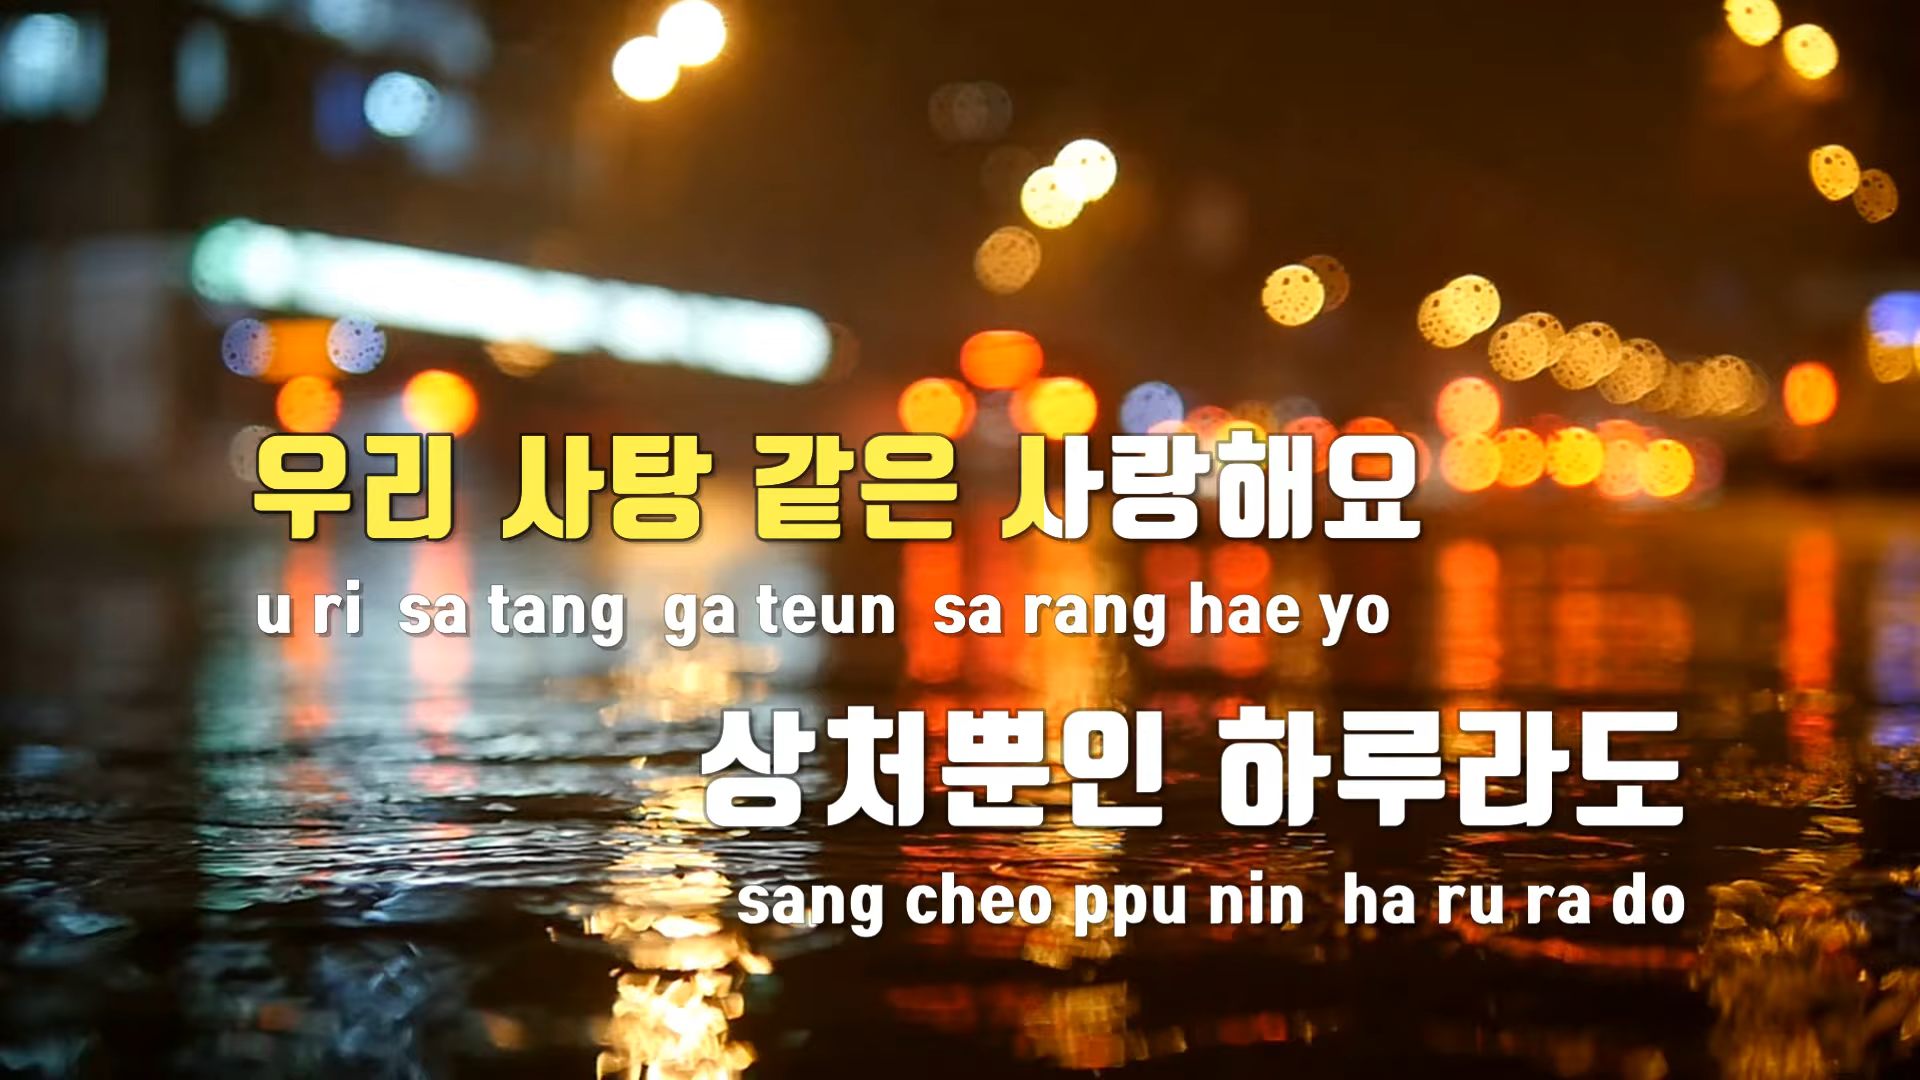 우리 사탕 같은 사랑해요
u ri sa tang ga teun sa rang hae yo
상처뿐인 하루라도
sang cheo ppu nin ha ru ra do